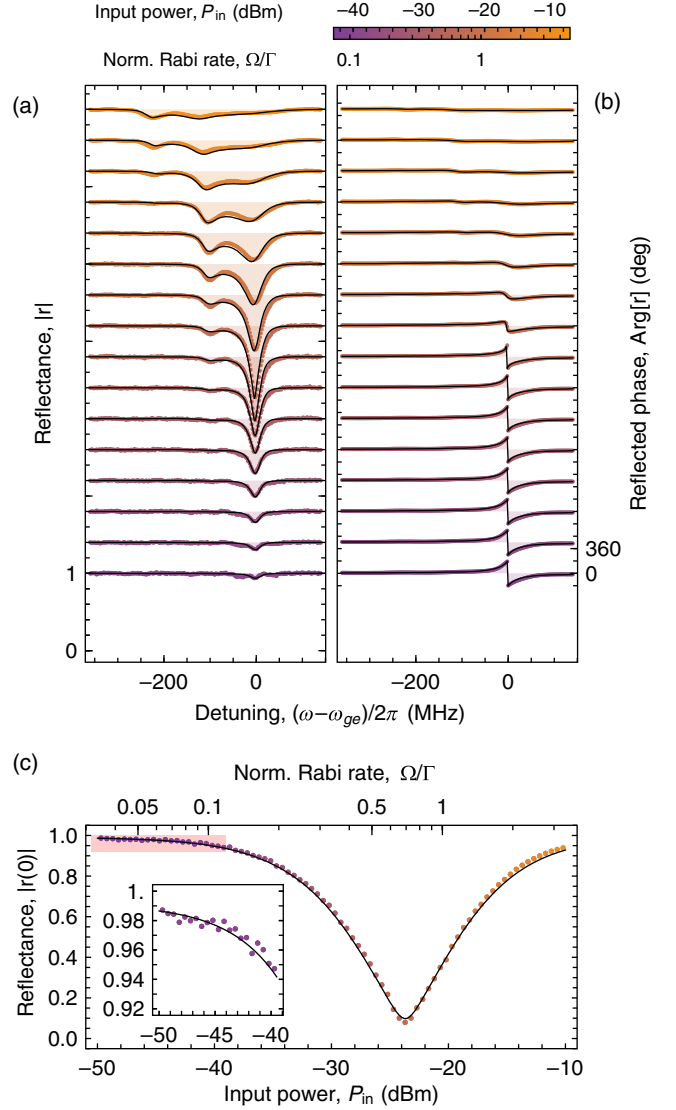 Input power, P_in (dBm)
−40 −30 −20 −10
Norm. Rabi rate, Ω/Γ
0.1 1
(a)
(b)
Reflectance, |r|
1
0
Reflected phase, Arg[r] (deg)
360
0
−200 0
−200 0
Detuning, (ω−ω_ge)/2π (MHz)
(c)
Norm. Rabi rate, Ω/Γ
0.05 0.1 0.5 1
Reflectance, |r(0)|
1.0
0.8
0.6
0.4
0.2
0.0
1
0.98
0.96
0.94
0.92
−50 −45 −40
−50 −40 −30 −20 −10
Input power, P_in (dBm)